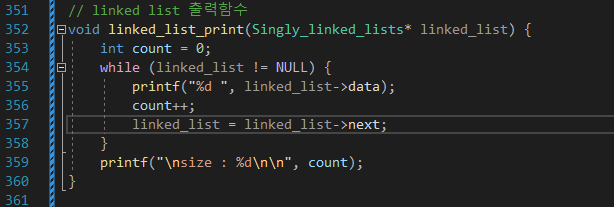 351 // linked list 출력함수
352 void linked_list_print(Singly_linked_lists* linked_list) {
353 int count = 0;
354 while (linked_list != NULL) {
355 printf("%d ", linked_list->data);
356 count++;
357 linked_list = linked_list->next;
358 }
359 printf("\nsize : %d\n\n", count);
360 }
361